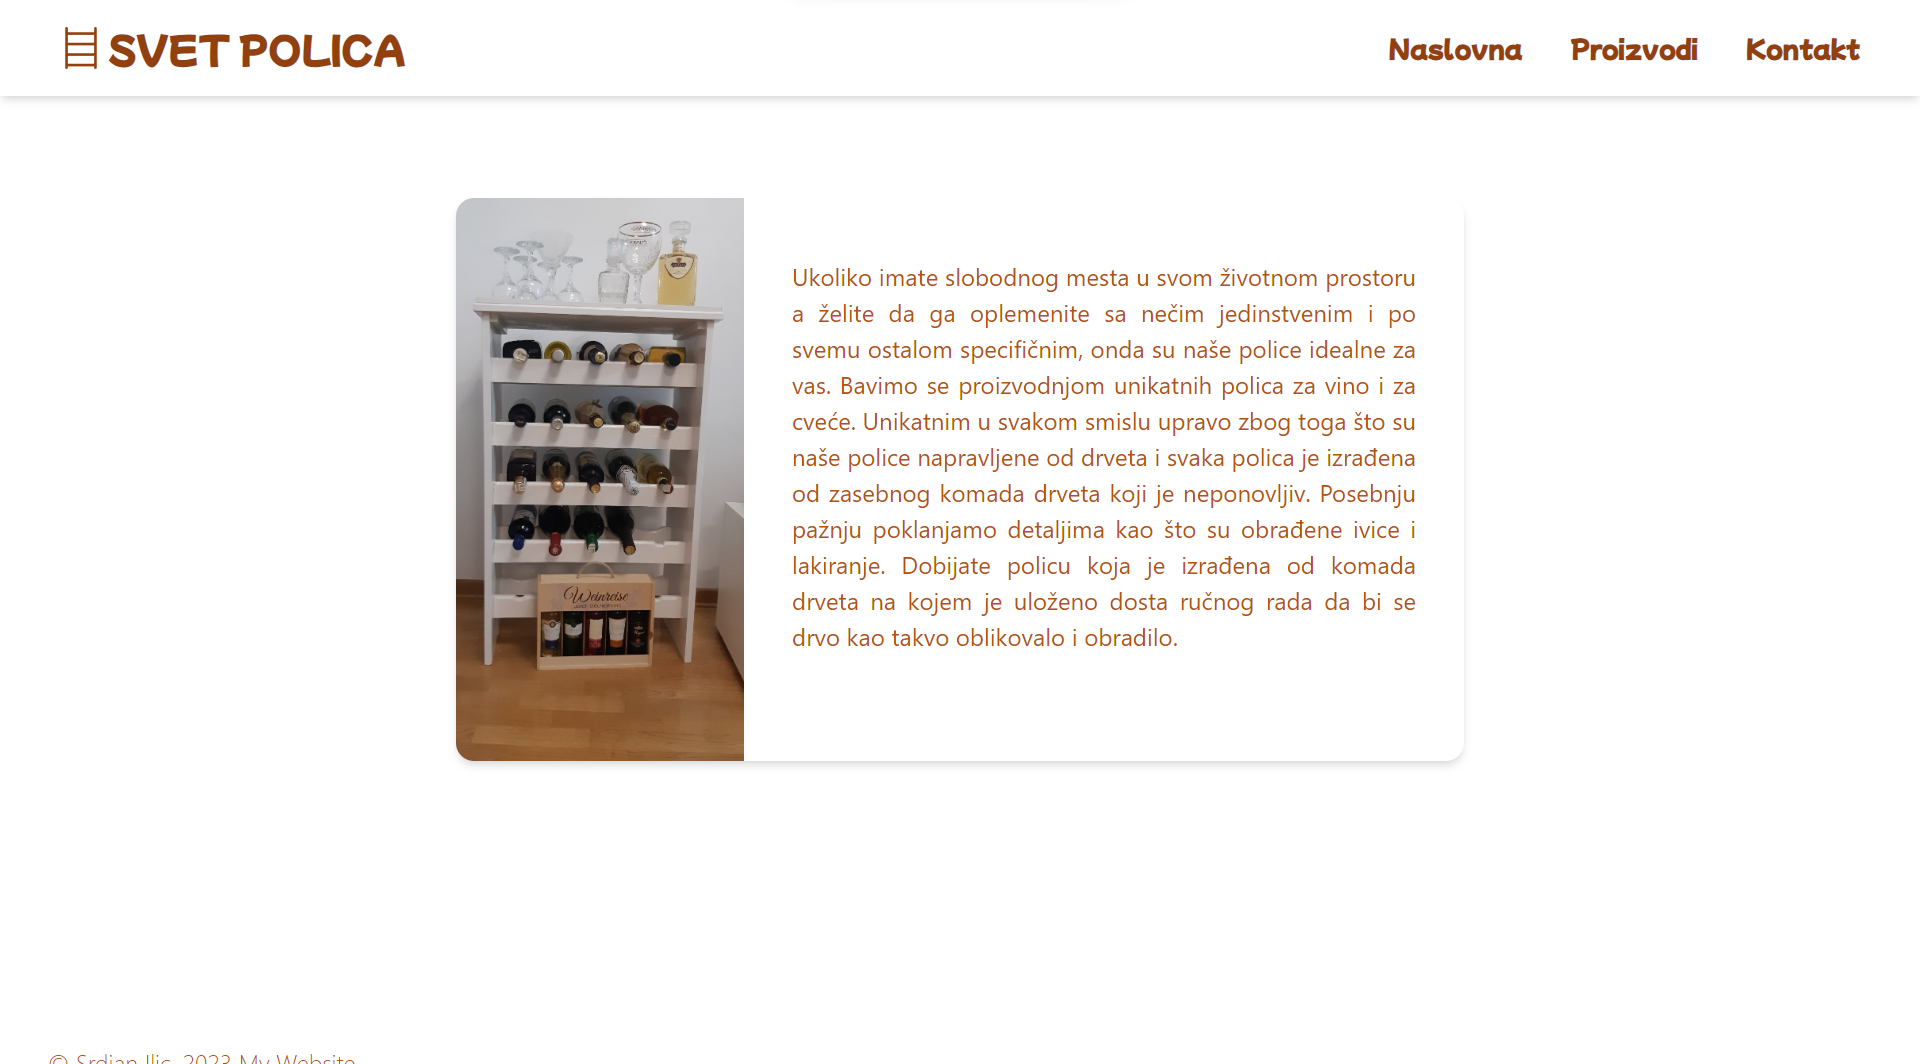 SVET POLICA
Naslovna Proizvodi Kontakt
Ukoliko imate slobodnog mesta u svom životnom prostoru
a želite da ga oplemenite sa nečim jedinstvenim i po
svemu ostalom specifičnim, onda su naše police idealne za
vas. Bavimo se proizvodnjom unikatnih polica za vino i za
cveće. Unikatnim u svakom smislu upravo zbog toga što su
naše police napravljene od drveta i svaka polica je izrađena
od zasebnog komada drveta koji je neponovljiv. Posebnju
pažnju poklanjamo detaljima kao što su obrađene ivice i
lakiranje. Dobijate policu koja je izrađena od komada
drveta na kojem je uloženo dosta ručnog rada da bi se
drvo kao takvo oblikovalo i obradilo.
Weinreise
© Srdjan Ilic, 2023 My Website